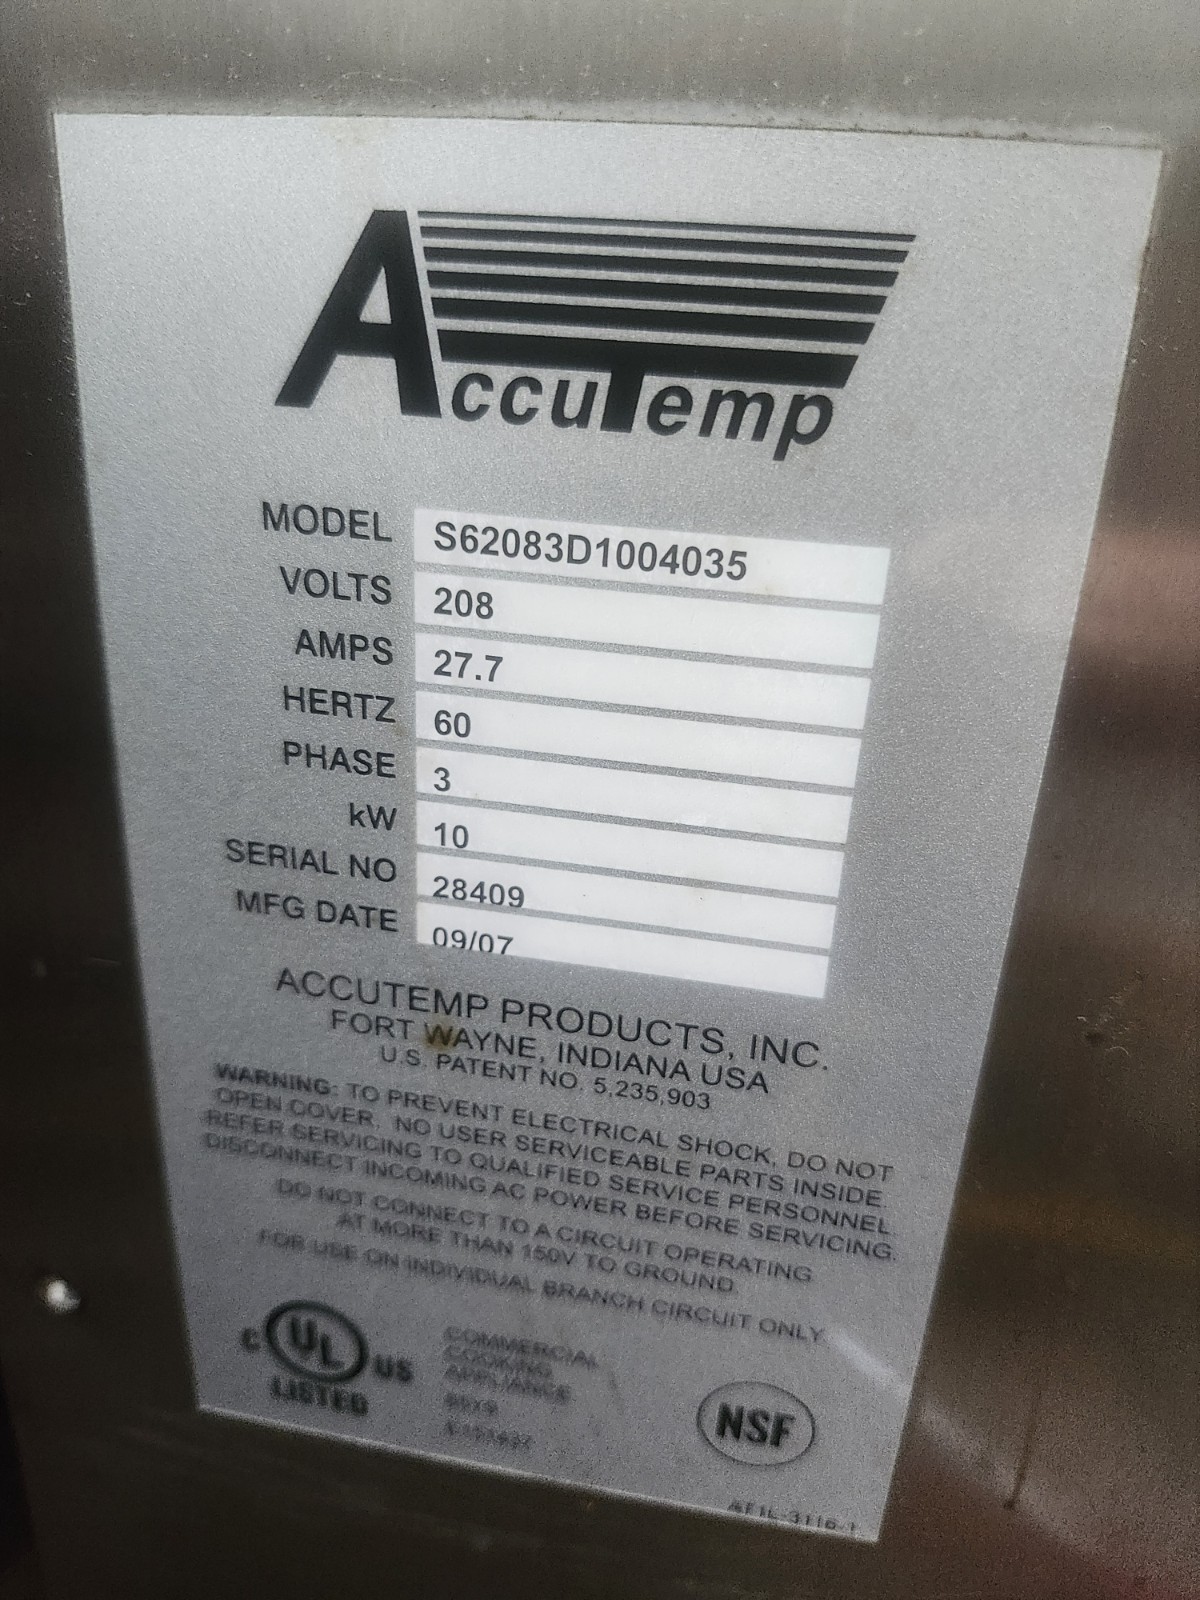 AccuTemp
MODEL S62083D1004035
VOLTS 208
AMPS 27.7
HERTZ 60
PHASE 3
kW 10
SERIAL NO 28409
MFG DATE 09/07
ACCUTEMP PRODUCTS, INC.
FORT WAYNE, INDIANA USA
U.S. PATENT NO. 5,235,903
WARNING: TO PREVENT ELECTRICAL SHOCK, DO NOT
OPEN COVER. NO USER SERVICEABLE PARTS INSIDE.
REFER SERVICING TO QUALIFIED SERVICE PERSONNEL.
DISCONNECT INCOMING AC POWER BEFORE SERVICING.
DO NOT CONNECT TO A CIRCUIT OPERATING
AT MORE THAN 150V TO GROUND.
FOR USE ON INDIVIDUAL BRANCH CIRCUIT ONLY.
C UL US
LISTED
COMMERCIAL
COOKING
APPLIANCE
NSF